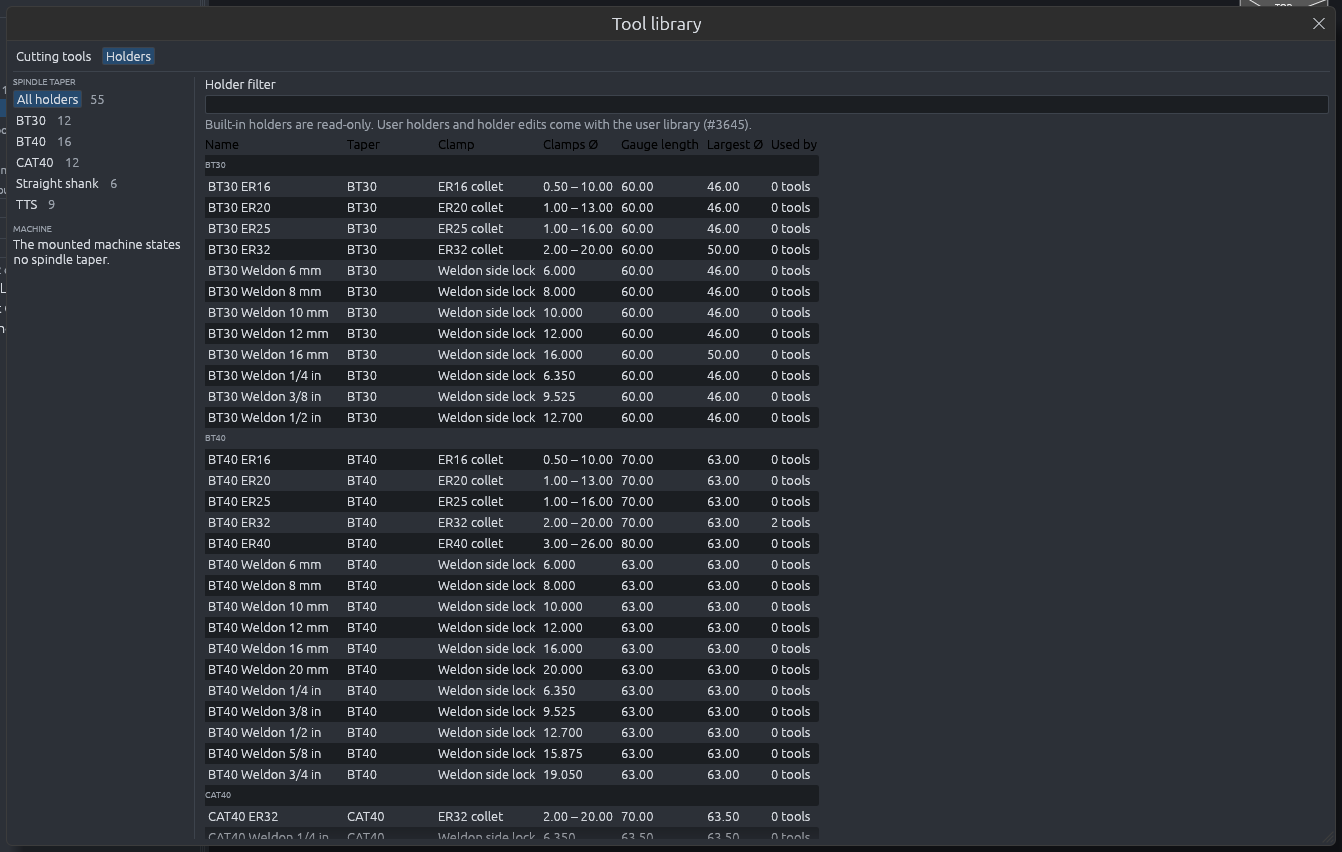 Tool library
Cutting tools Holders
SPINDLE TAPER
All holders 55
BT30 12
BT40 16
CAT40 12
Straight shank 6
TTS 9
MACHINE
The mounted machine states
no spindle taper.
Holder filter
Built-in holders are read-only. User holders and holder edits come with the user library (#3645).
Name Taper Clamp Clamps Ø Gauge length Largest Ø Used by
BT30
BT30 ER16 BT30 ER16 collet 0.50 – 10.00 60.00 46.00 0 tools
BT30 ER20 BT30 ER20 collet 1.00 – 13.00 60.00 46.00 0 tools
BT30 ER25 BT30 ER25 collet 1.00 – 16.00 60.00 46.00 0 tools
BT30 ER32 BT30 ER32 collet 2.00 – 20.00 60.00 50.00 0 tools
BT30 Weldon 6 mm BT30 Weldon side lock 6.000 60.00 46.00 0 tools
BT30 Weldon 8 mm BT30 Weldon side lock 8.000 60.00 46.00 0 tools
BT30 Weldon 10 mm BT30 Weldon side lock 10.000 60.00 46.00 0 tools
BT30 Weldon 12 mm BT30 Weldon side lock 12.000 60.00 46.00 0 tools
BT30 Weldon 16 mm BT30 Weldon side lock 16.000 60.00 50.00 0 tools
BT30 Weldon 1/4 in BT30 Weldon side lock 6.350 60.00 46.00 0 tools
BT30 Weldon 3/8 in BT30 Weldon side lock 9.525 60.00 46.00 0 tools
BT30 Weldon 1/2 in BT30 Weldon side lock 12.700 60.00 46.00 0 tools
BT40
BT40 ER16 BT40 ER16 collet 0.50 – 10.00 70.00 63.00 0 tools
BT40 ER20 BT40 ER20 collet 1.00 – 13.00 70.00 63.00 0 tools
BT40 ER25 BT40 ER25 collet 1.00 – 16.00 70.00 63.00 0 tools
BT40 ER32 BT40 ER32 collet 2.00 – 20.00 70.00 63.00 2 tools
BT40 ER40 BT40 ER40 collet 3.00 – 26.00 80.00 63.00 0 tools
BT40 Weldon 6 mm BT40 Weldon side lock 6.000 63.00 63.00 0 tools
BT40 Weldon 8 mm BT40 Weldon side lock 8.000 63.00 63.00 0 tools
BT40 Weldon 10 mm BT40 Weldon side lock 10.000 63.00 63.00 0 tools
BT40 Weldon 12 mm BT40 Weldon side lock 12.000 63.00 63.00 0 tools
BT40 Weldon 16 mm BT40 Weldon side lock 16.000 63.00 63.00 0 tools
BT40 Weldon 20 mm BT40 Weldon side lock 20.000 63.00 63.00 0 tools
BT40 Weldon 1/4 in BT40 Weldon side lock 6.350 63.00 63.00 0 tools
BT40 Weldon 3/8 in BT40 Weldon side lock 9.525 63.00 63.00 0 tools
BT40 Weldon 1/2 in BT40 Weldon side lock 12.700 63.00 63.00 0 tools
BT40 Weldon 5/8 in BT40 Weldon side lock 15.875 63.00 63.00 0 tools
BT40 Weldon 3/4 in BT40 Weldon side lock 19.050 63.00 63.00 0 tools
CAT40
CAT40 ER32 CAT40 ER32 collet 2.00 – 20.00 70.00 63.50 0 tools
CAT40 Weldon 1/4 in CAT40 Weldon side lock 6.350 63.50 63.50 0 tools